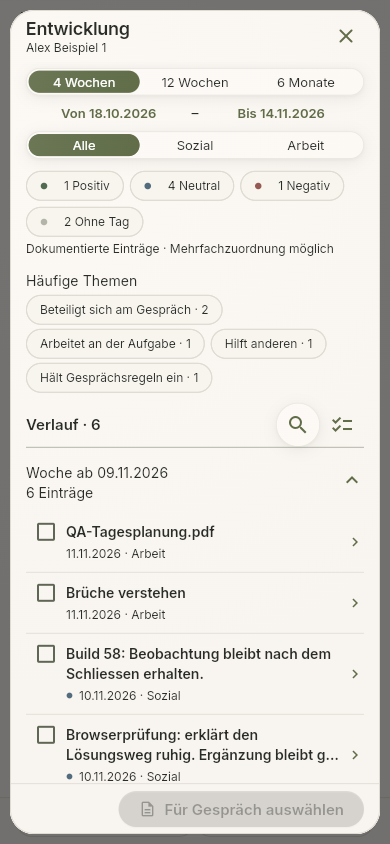 Entwicklung
Alex Beispiel 1
4 Wochen 12 Wochen 6 Monate
Von 18.10.2026 – Bis 14.11.2026
Alle Sozial Arbeit
1 Positiv 4 Neutral 1 Negativ
2 Ohne Tag
Dokumentierte Einträge · Mehrfachzuordnung möglich
Häufige Themen
Beteiligt sich am Gespräch · 2
Arbeitet an der Aufgabe · 1 Hilft anderen · 1
Hält Gesprächsregeln ein · 1
Verlauf · 6
Woche ab 09.11.2026
6 Einträge
QA-Tagesplanung.pdf
11.11.2026 · Arbeit
Brüche verstehen
11.11.2026 · Arbeit
Build 58: Beobachtung bleibt nach dem
Schliessen erhalten.
10.11.2026 · Sozial
Browserprüfung: erklärt den
Lösungsweg ruhig. Ergänzung bleibt g…
10.11.2026 · Sozial
Für Gespräch auswählen